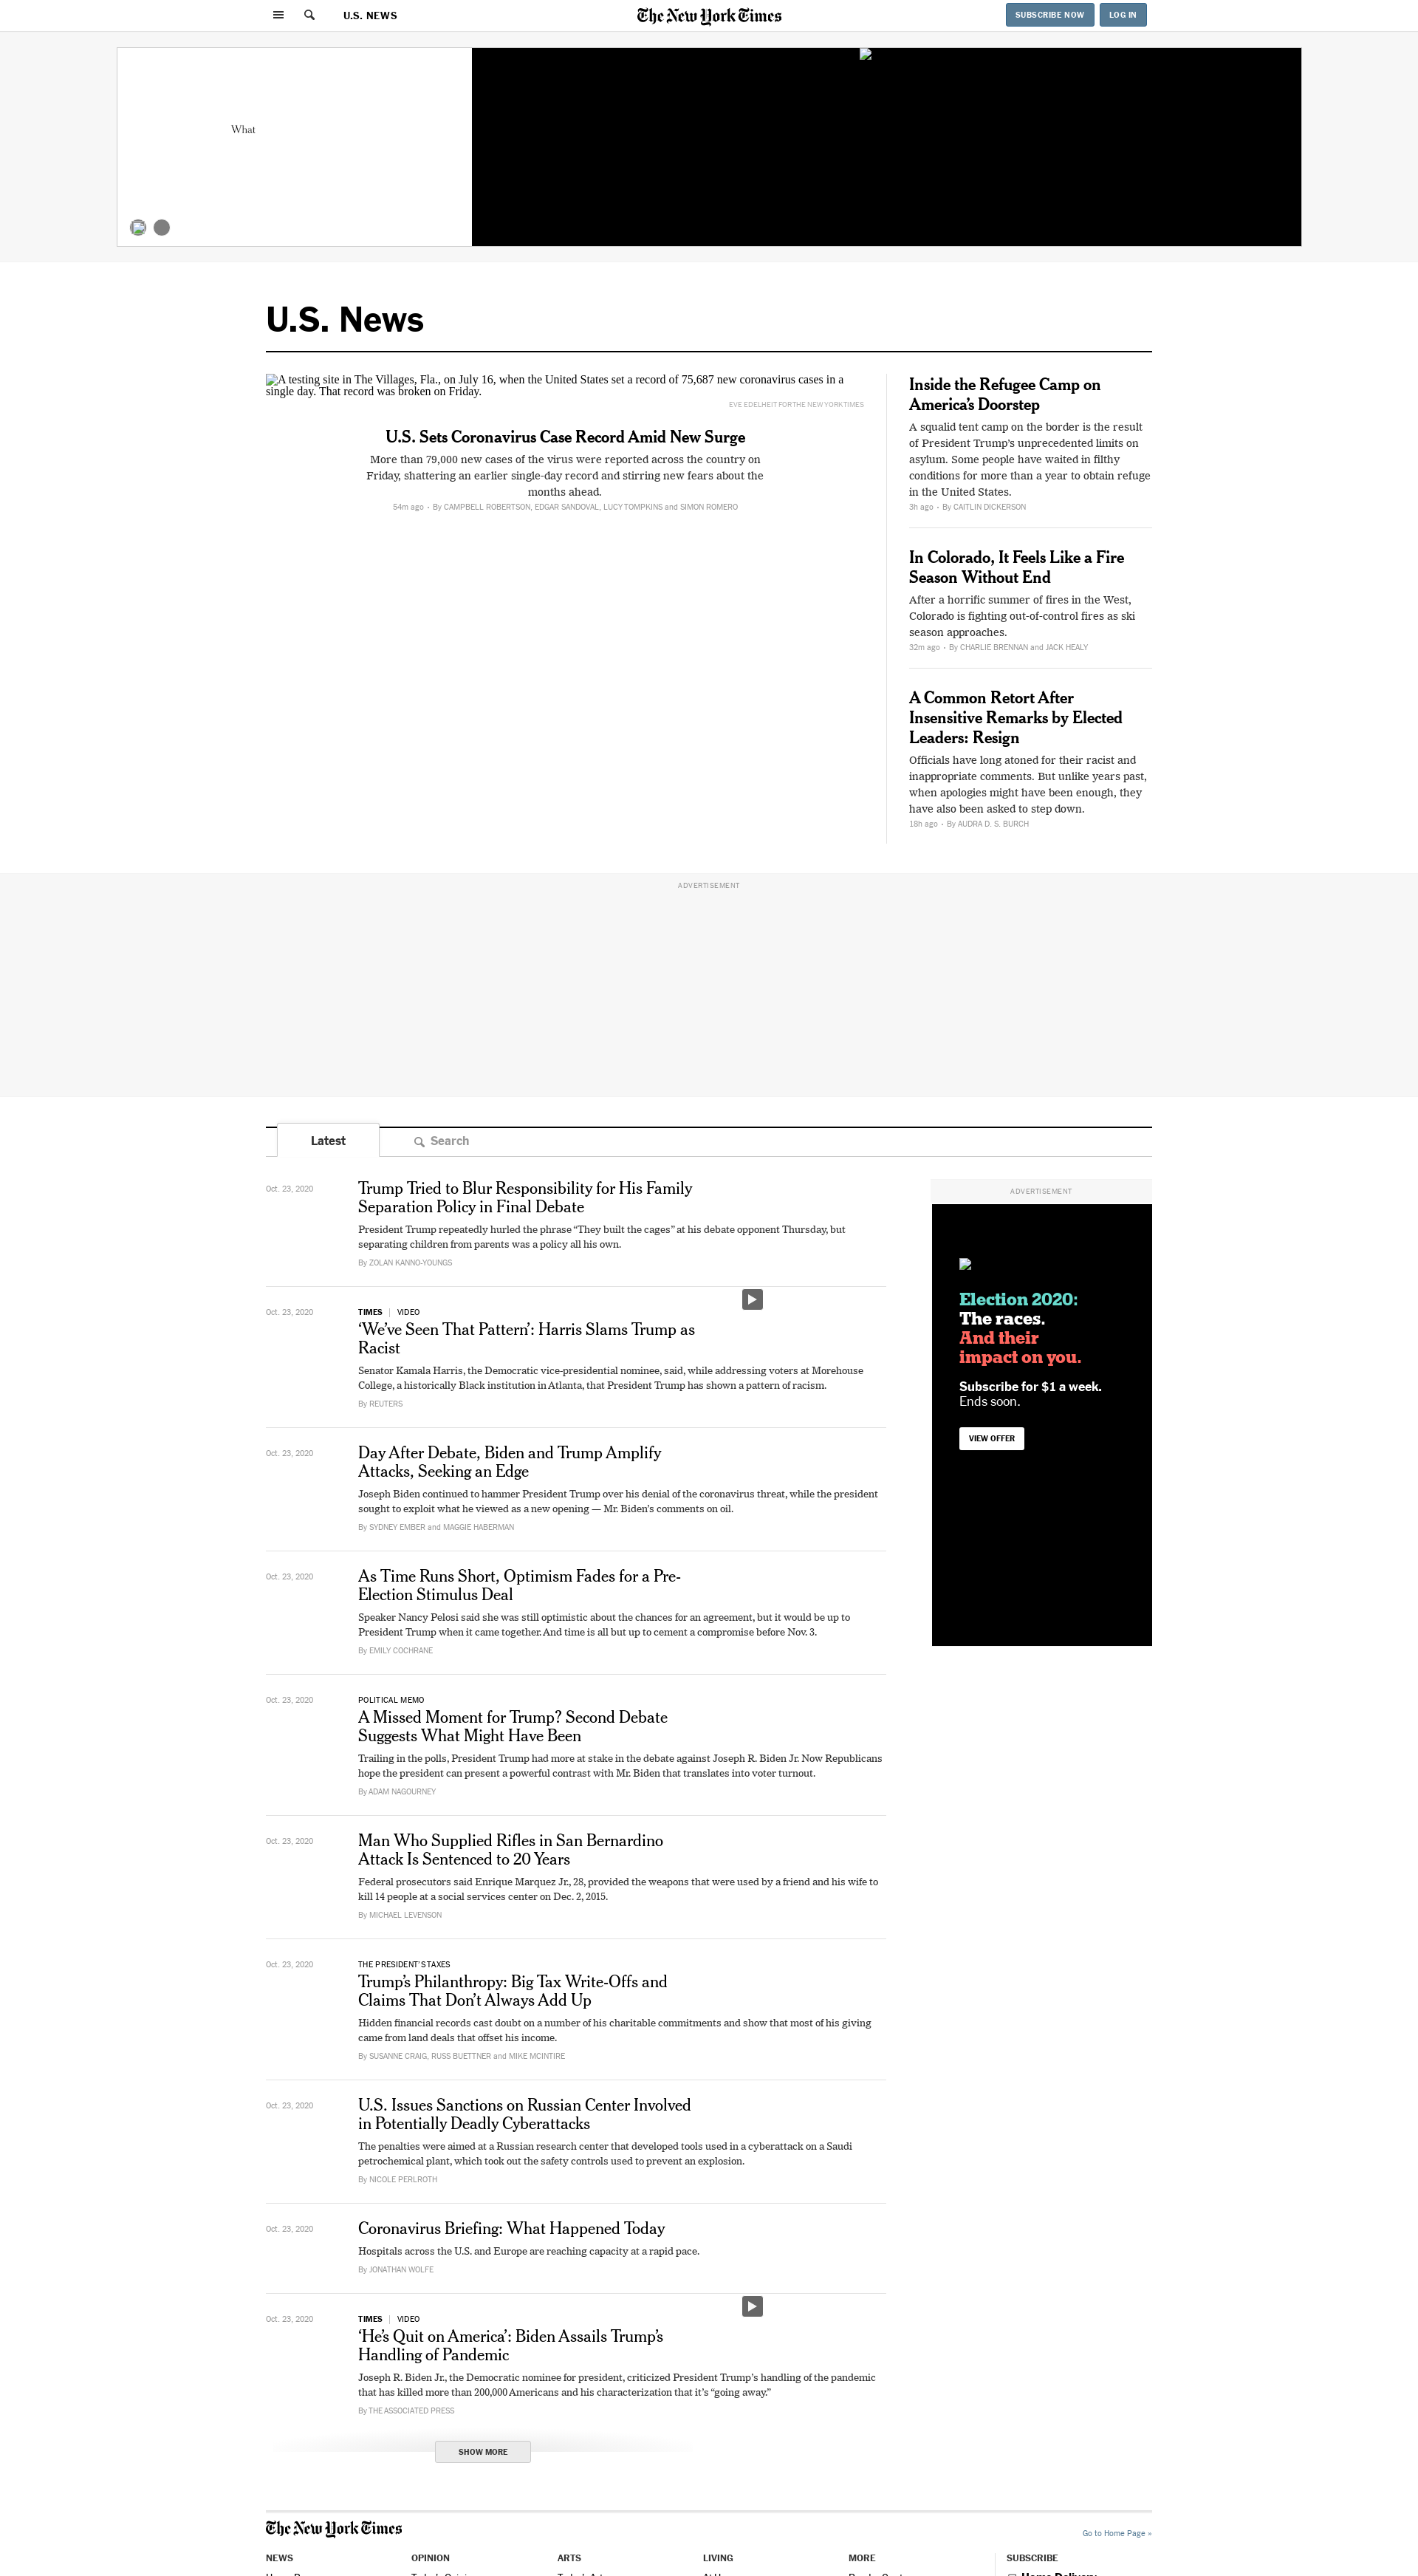 U.S. NEWS
The New York Times
SUBSCRIBE NOW
LOG IN
What
U.S. News
A testing site in The Villages, Fla., on July 16, when the United States set a record of 75,687 new coronavirus cases in a
single day. That record was broken on Friday.
EVE EDELHEIT FOR THE NEW YORK TIMES
U.S. Sets Coronavirus Case Record Amid New Surge
More than 79,000 new cases of the virus were reported across the country on
Friday, shattering an earlier single-day record and stirring new fears about the
months ahead.
54m ago • By CAMPBELL ROBERTSON, EDGAR SANDOVAL, LUCY TOMPKINS and SIMON ROMERO
Inside the Refugee Camp on
America’s Doorstep
A squalid tent camp on the border is the result
of President Trump’s unprecedented limits on
asylum. Some people have waited in filthy
conditions for more than a year to obtain refuge
in the United States.
3h ago • By CAITLIN DICKERSON
In Colorado, It Feels Like a Fire
Season Without End
After a horrific summer of fires in the West,
Colorado is fighting out-of-control fires as ski
season approaches.
32m ago • By CHARLIE BRENNAN and JACK HEALY
A Common Retort After
Insensitive Remarks by Elected
Leaders: Resign
Officials have long atoned for their racist and
inappropriate comments. But unlike years past,
when apologies might have been enough, they
have also been asked to step down.
18h ago • By AUDRA D. S. BURCH
ADVERTISEMENT
Latest
Search
Oct. 23, 2020
Trump Tried to Blur Responsibility for His Family
Separation Policy in Final Debate
President Trump repeatedly hurled the phrase “They built the cages” at his debate opponent Thursday, but
separating children from parents was a policy all his own.
By ZOLAN KANNO-YOUNGS
Oct. 23, 2020
TIMES | VIDEO
‘We’ve Seen That Pattern’: Harris Slams Trump as
Racist
Senator Kamala Harris, the Democratic vice-presidential nominee, said, while addressing voters at Morehouse
College, a historically Black institution in Atlanta, that President Trump has shown a pattern of racism.
By REUTERS
Oct. 23, 2020
Day After Debate, Biden and Trump Amplify
Attacks, Seeking an Edge
Joseph Biden continued to hammer President Trump over his denial of the coronavirus threat, while the president
sought to exploit what he viewed as a new opening — Mr. Biden’s comments on oil.
By SYDNEY EMBER and MAGGIE HABERMAN
Oct. 23, 2020
As Time Runs Short, Optimism Fades for a Pre-
Election Stimulus Deal
Speaker Nancy Pelosi said she was still optimistic about the chances for an agreement, but it would be up to
President Trump when it came together. And time is all but up to cement a compromise before Nov. 3.
By EMILY COCHRANE
Oct. 23, 2020
POLITICAL MEMO
A Missed Moment for Trump? Second Debate
Suggests What Might Have Been
Trailing in the polls, President Trump had more at stake in the debate against Joseph R. Biden Jr. Now Republicans
hope the president can present a powerful contrast with Mr. Biden that translates into voter turnout.
By ADAM NAGOURNEY
Oct. 23, 2020
Man Who Supplied Rifles in San Bernardino
Attack Is Sentenced to 20 Years
Federal prosecutors said Enrique Marquez Jr., 28, provided the weapons that were used by a friend and his wife to
kill 14 people at a social services center on Dec. 2, 2015.
By MICHAEL LEVENSON
Oct. 23, 2020
THE PRESIDENT'S TAXES
Trump’s Philanthropy: Big Tax Write-Offs and
Claims That Don’t Always Add Up
Hidden financial records cast doubt on a number of his charitable commitments and show that most of his giving
came from land deals that offset his income.
By SUSANNE CRAIG, RUSS BUETTNER and MIKE MCINTIRE
Oct. 23, 2020
U.S. Issues Sanctions on Russian Center Involved
in Potentially Deadly Cyberattacks
The penalties were aimed at a Russian research center that developed tools used in a cyberattack on a Saudi
petrochemical plant, which took out the safety controls used to prevent an explosion.
By NICOLE PERLROTH
Oct. 23, 2020
Coronavirus Briefing: What Happened Today
Hospitals across the U.S. and Europe are reaching capacity at a rapid pace.
By JONATHAN WOLFE
Oct. 23, 2020
TIMES | VIDEO
‘He’s Quit on America’: Biden Assails Trump’s
Handling of Pandemic
Joseph R. Biden Jr., the Democratic nominee for president, criticized President Trump’s handling of the pandemic
that has killed more than 200,000 Americans and his characterization that it’s “going away.”
By THE ASSOCIATED PRESS
SHOW MORE
ADVERTISEMENT
Election 2020:
The races.
And their
impact on you.
Subscribe for $1 a week.
Ends soon.
VIEW OFFER
The New York Times
Go to Home Page »
NEWS
OPINION
ARTS
LIVING
MORE
SUBSCRIBE